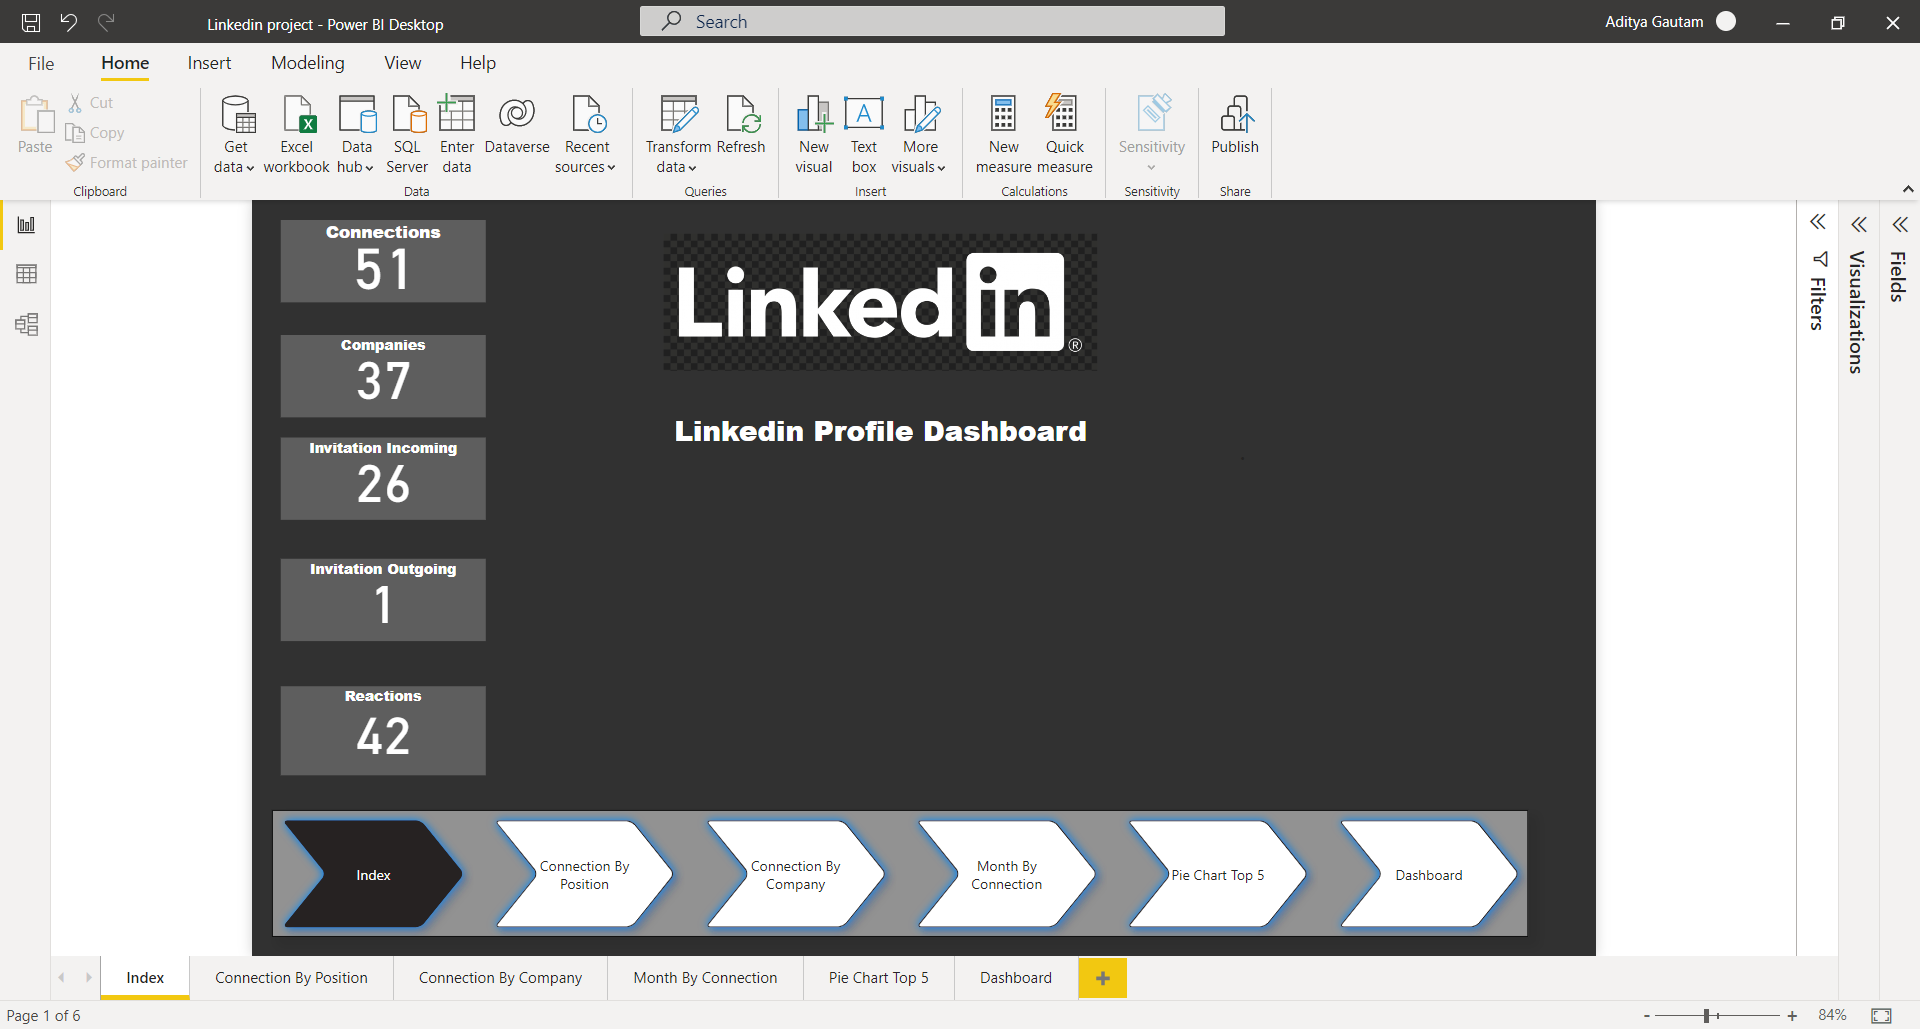 Linkedin project - Power BI Desktop
Search
Aditya Gautam
File
Home
Insert
Modeling
View
Help
Paste
Cut
Copy
Format painter
Clipboard
Get data
Excel workbook
Data hub
SQL Server
Enter data
Dataverse
Recent sources
Data
Transform data
Refresh
Queries
New visual
Text box
More visuals
Insert
New measure
Quick measure
Calculations
Sensitivity
Sensitivity
Publish
Share
Connections
51
Companies
37
Invitation Incoming
26
Invitation Outgoing
1
Reactions
42
Linkedin®
Linkedin Profile Dashboard
Filters
Visualizations
Fields
Index
Connection By
Position
Connection By
Company
Month By
Connection
Pie Chart Top 5
Dashboard
Index
Connection By Position
Connection By Company
Month By Connection
Pie Chart Top 5
Dashboard
+
Page 1 of 6
- + 84%